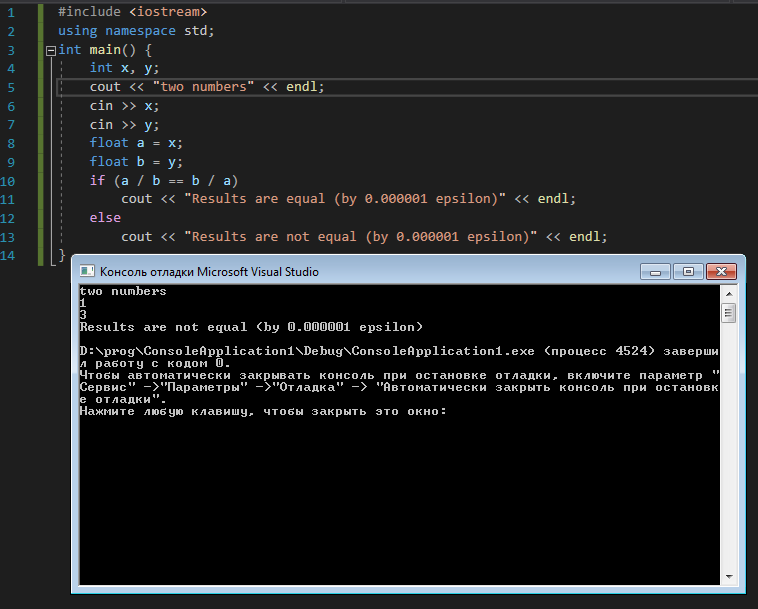 1 #include <iostream>
2 using namespace std;
3 int main() {
4 int x, y;
5 cout << "two numbers" << endl;
6 cin >> x;
7 cin >> y;
8 float a = x;
9 float b = y;
10 if (a / b == b / a)
11 cout << "Results are equal (by 0.000001 epsilon)" << endl;
12 else
13 cout << "Results are not equal (by 0.000001 epsilon)" << endl;
14 }
Консоль отладки Microsoft Visual Studio
two numbers
1
3
Results are not equal (by 0.000001 epsilon)
D:\prog\ConsoleApplication1\Debug\ConsoleApplication1.exe (процесс 4524) заверши
л работу с кодом 0.
Чтобы автоматически закрывать консоль при остановке отладки, включите параметр "
Сервис" ->"Параметры" ->"Отладка" -> "Автоматически закрыть консоль при остановк
е отладки".
Нажмите любую клавишу, чтобы закрыть это окно: